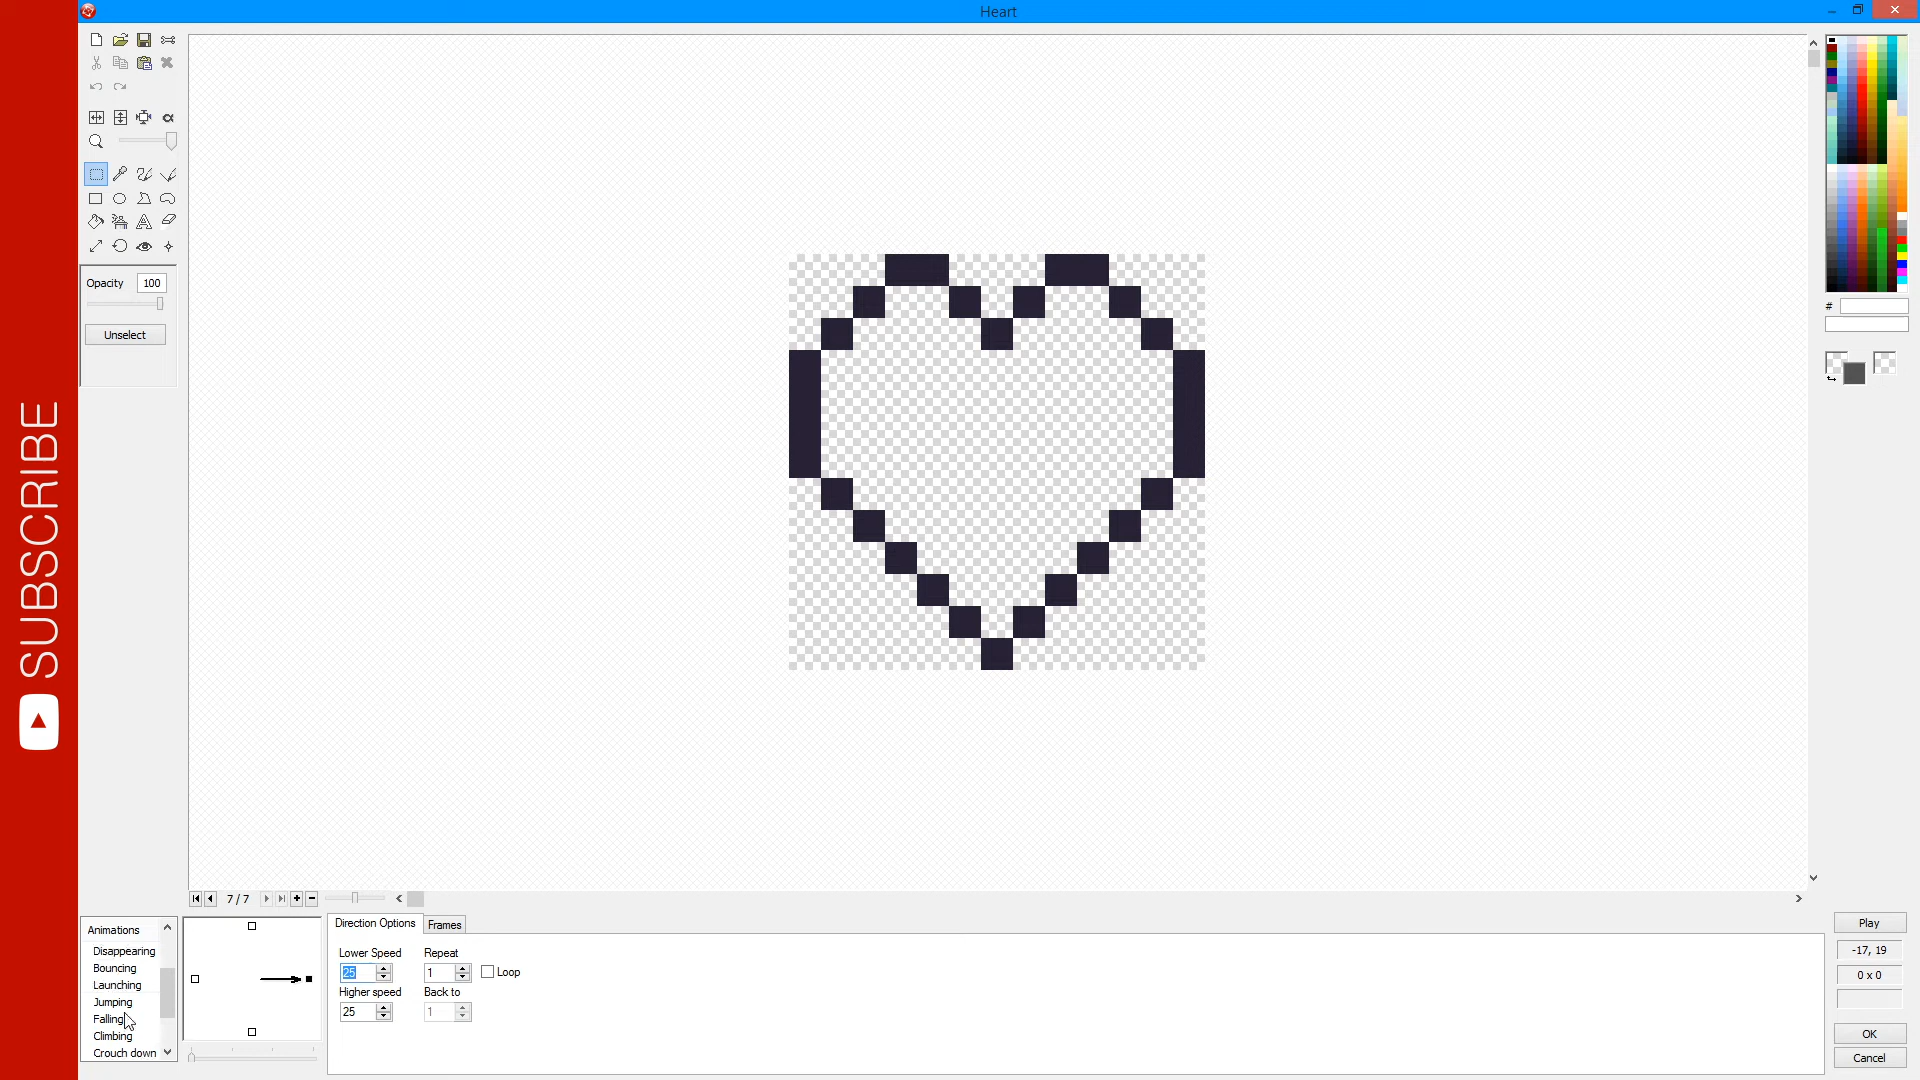 Heart
SUBSCRIBE
Opacity 100
Unselect
#
7 / 7
Animations
Disappearing
Bouncing
Launching
Jumping
Falling
Climbing
Crouch down
Direction Options Frames
Lower Speed Repeat
25 1 Loop
Higher speed Back to
25 1
Play
-17, 19
0 x 0
OK
Cancel